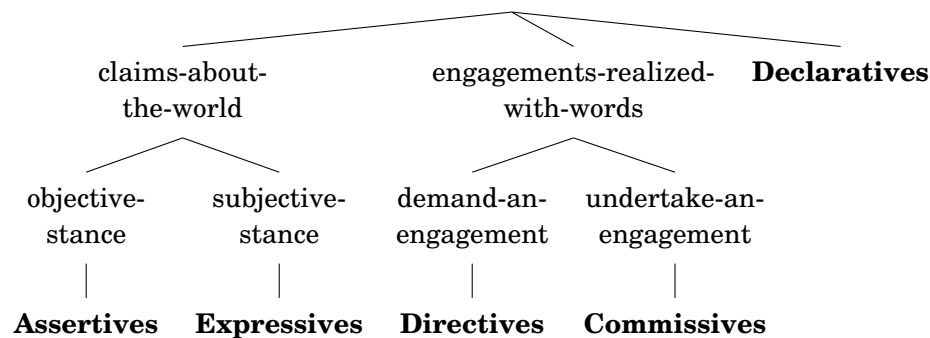 claims-about- engagements-realized- Declaratives
the-world with-words
objective- subjective- demand-an- undertake-an-
stance stance engagement engagement
Assertives Expressives Directives Commissives